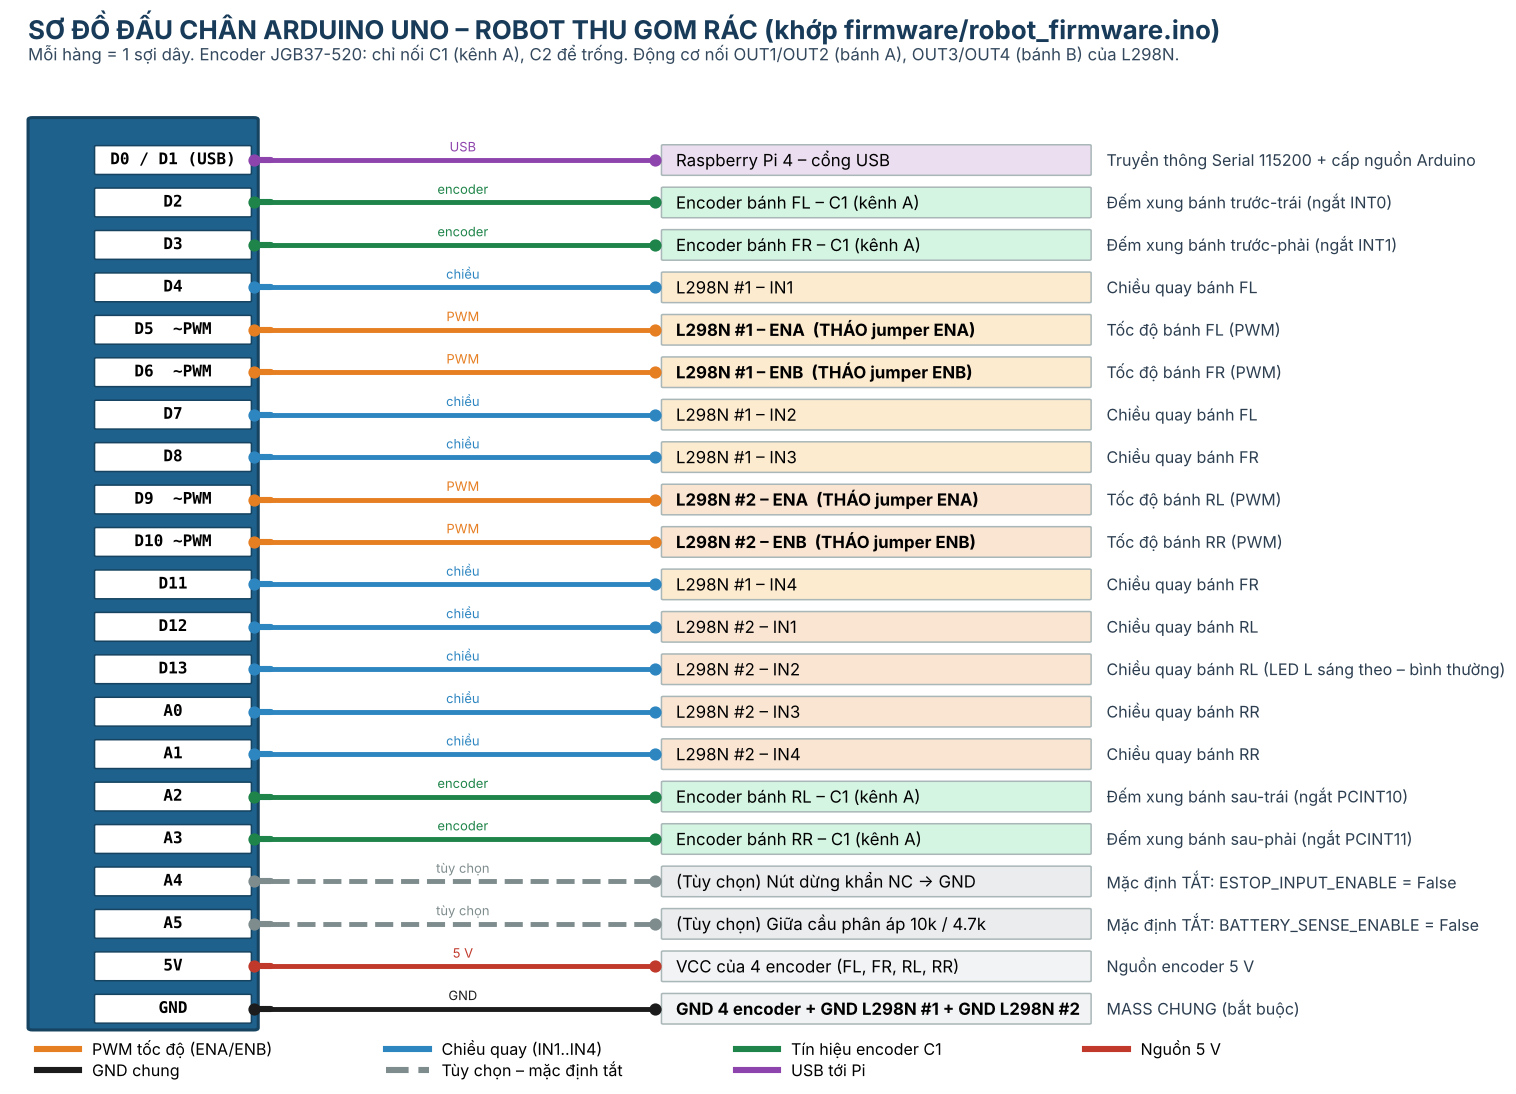 SƠ ĐỒ ĐẤU CHÂN ARDUINO UNO – ROBOT THU GOM RÁC (khớp firmware/robot_firmware.ino)
Mỗi hàng = 1 sợi dây. Encoder JGB37-520: chỉ nối C1 (kênh A), C2 để trống. Động cơ nối OUT1/OUT2 (bánh A), OUT3/OUT4 (bánh B) của L298N.
D0 / D1 (USB) USB Raspberry Pi 4 – cổng USB Truyền thông Serial 115200 + cấp nguồn Arduino
D2 encoder Encoder bánh FL – C1 (kênh A) Đếm xung bánh trước-trái (ngắt INT0)
D3 encoder Encoder bánh FR – C1 (kênh A) Đếm xung bánh trước-phải (ngắt INT1)
D4 chiều L298N #1 – IN1 Chiều quay bánh FL
D5 ~PWM PWM L298N #1 – ENA (THÁO jumper ENA) Tốc độ bánh FL (PWM)
D6 ~PWM PWM L298N #1 – ENB (THÁO jumper ENB) Tốc độ bánh FR (PWM)
D7 chiều L298N #1 – IN2 Chiều quay bánh FL
D8 chiều L298N #1 – IN3 Chiều quay bánh FR
D9 ~PWM PWM L298N #2 – ENA (THÁO jumper ENA) Tốc độ bánh RL (PWM)
D10 ~PWM PWM L298N #2 – ENB (THÁO jumper ENB) Tốc độ bánh RR (PWM)
D11 chiều L298N #1 – IN4 Chiều quay bánh FR
D12 chiều L298N #2 – IN1 Chiều quay bánh RL
D13 chiều L298N #2 – IN2 Chiều quay bánh RL (LED L sáng theo – bình thường)
A0 chiều L298N #2 – IN3 Chiều quay bánh RR
A1 chiều L298N #2 – IN4 Chiều quay bánh RR
A2 encoder Encoder bánh RL – C1 (kênh A) Đếm xung bánh sau-trái (ngắt PCINT10)
A3 encoder Encoder bánh RR – C1 (kênh A) Đếm xung bánh sau-phải (ngắt PCINT11)
A4 tùy chọn (Tùy chọn) Nút dừng khẩn NC → GND Mặc định TẮT: ESTOP_INPUT_ENABLE = False
A5 tùy chọn (Tùy chọn) Giữa cầu phân áp 10k / 4.7k Mặc định TẮT: BATTERY_SENSE_ENABLE = False
5V 5 V VCC của 4 encoder (FL, FR, RL, RR) Nguồn encoder 5 V
GND GND GND 4 encoder + GND L298N #1 + GND L298N #2 MASS CHUNG (bắt buộc)
PWM tốc độ (ENA/ENB) Chiều quay (IN1..IN4) Tín hiệu encoder C1 Nguồn 5 V
GND chung Tùy chọn – mặc định tắt USB tới Pi